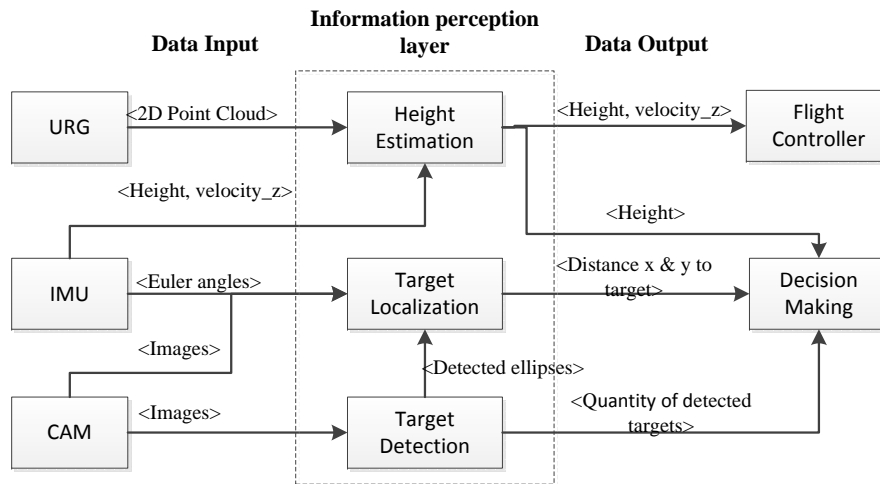 Data Input
Information perception
layer
Data Output
URG
<2D Point Cloud>
Height
Estimation
<Height, velocity_z>
Flight
Controller
<Height, velocity_z>
<Height>
IMU
<Euler angles>
Target
Localization
<Distance x & y to
target>
Decision
Making
<Images>
<Detected ellipses>
CAM
<Images>
Target
Detection
<Quantity of detected
targets>